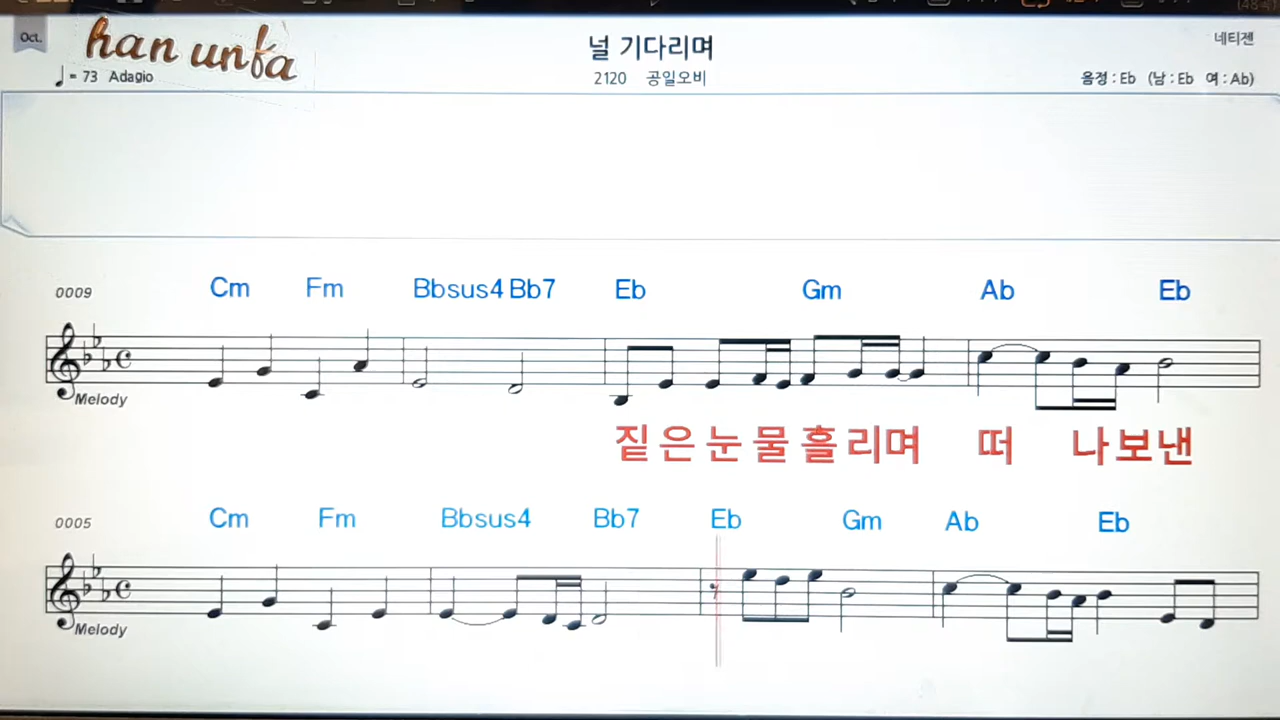 Oct.
han unfa
널 기다리며
네티젠
= 73 Adagio
2120 공일오비
음정 : Eb (남 : Eb 여 : Ab)
0009
Cm Fm Bbsus4 Bb7 Eb Gm Ab Eb
Melody
짙은눈물흘리며 떠 나보낸
0005
Cm Fm Bbsus4 Bb7 Eb Gm Ab Eb
Melody